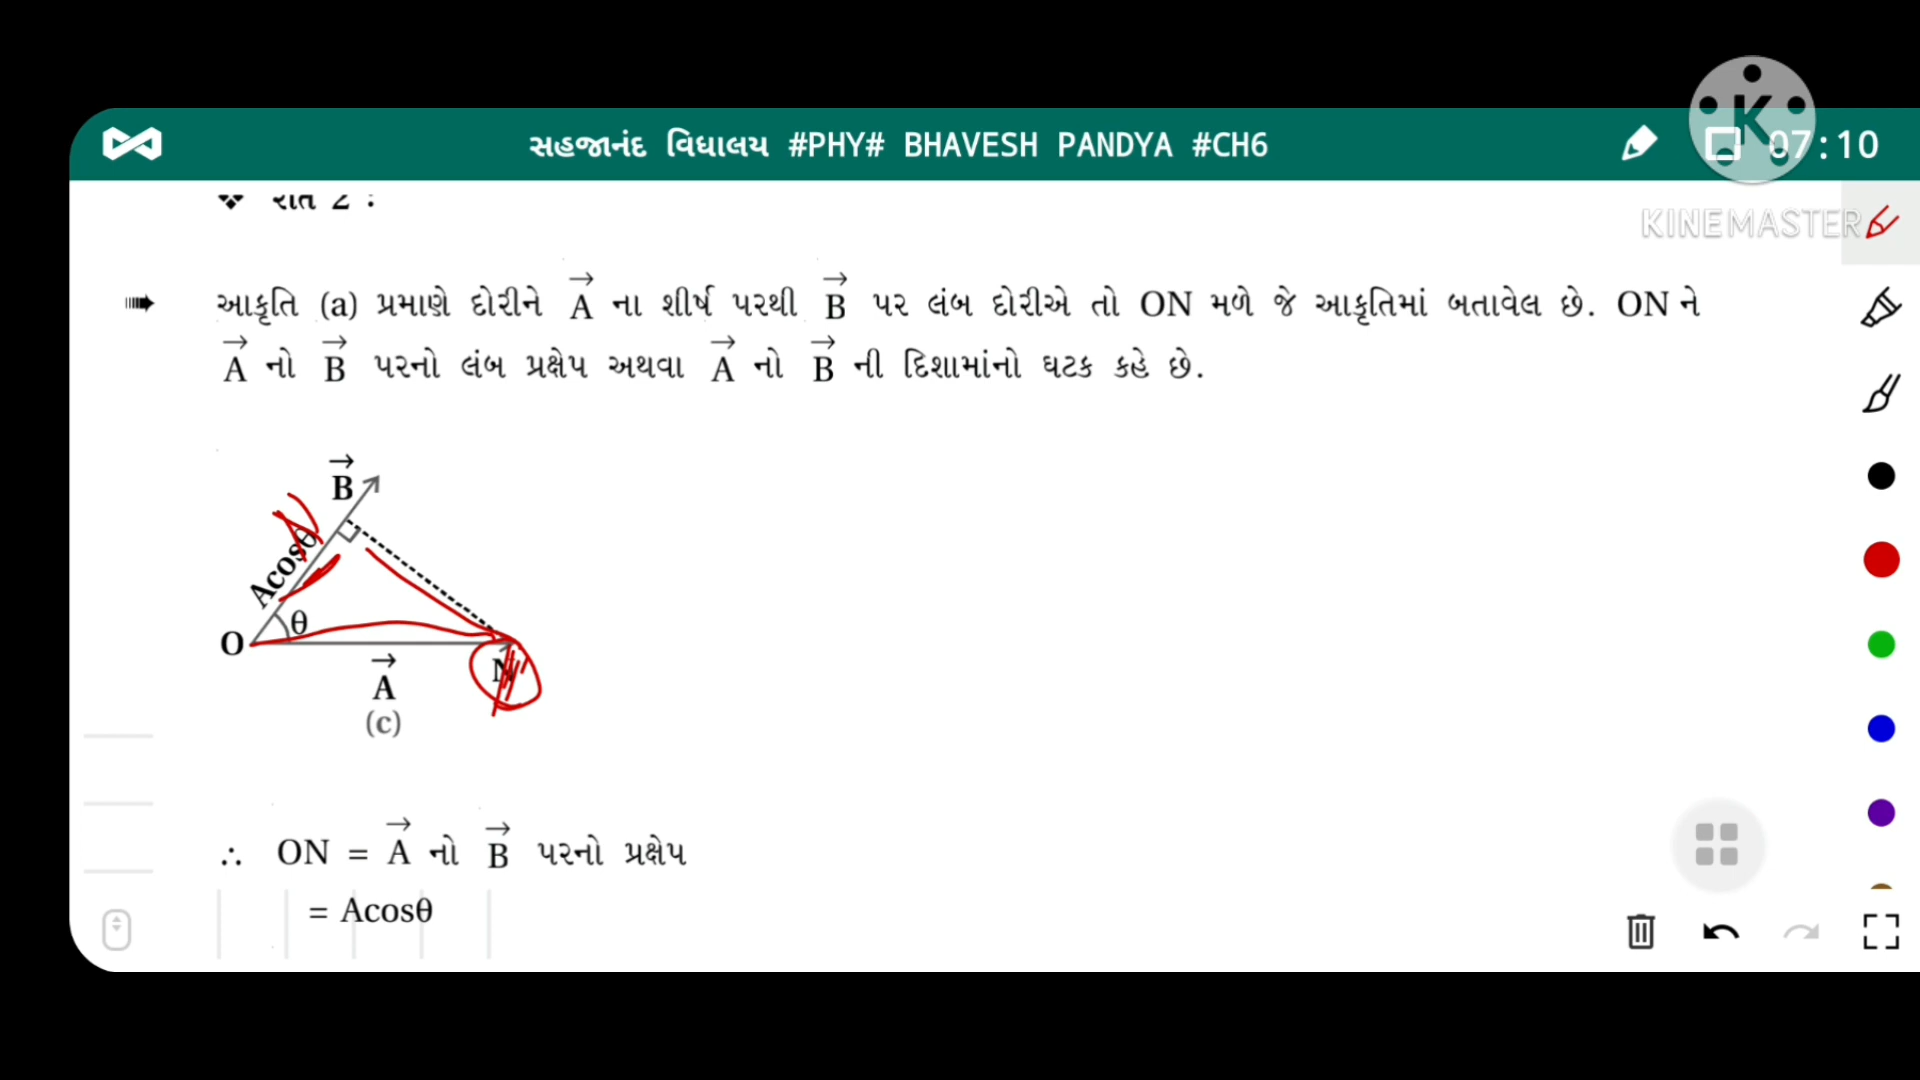 સહજાનંદ વિધાલય #PHY# BHAVESH PANDYA #CH6
07:10
KINEMASTER
❖ રીત 2 :
આકૃતિ (a) પ્રમાણે દોરીને A ના શીર્ષ પરથી B પર લંબ દોરીએ તો ON મળે જે આકૃતિમાં બતાવેલ છે. ON ને
A નો B પરનો લંબ પ્રક્ષેપ અથવા A નો B ની દિશામાંનો ઘટક કહે છે.
B
Acosθ
θ
O
N
A
(c)
∴ ON = A નો B પરનો પ્રક્ષેપ
= Acosθ